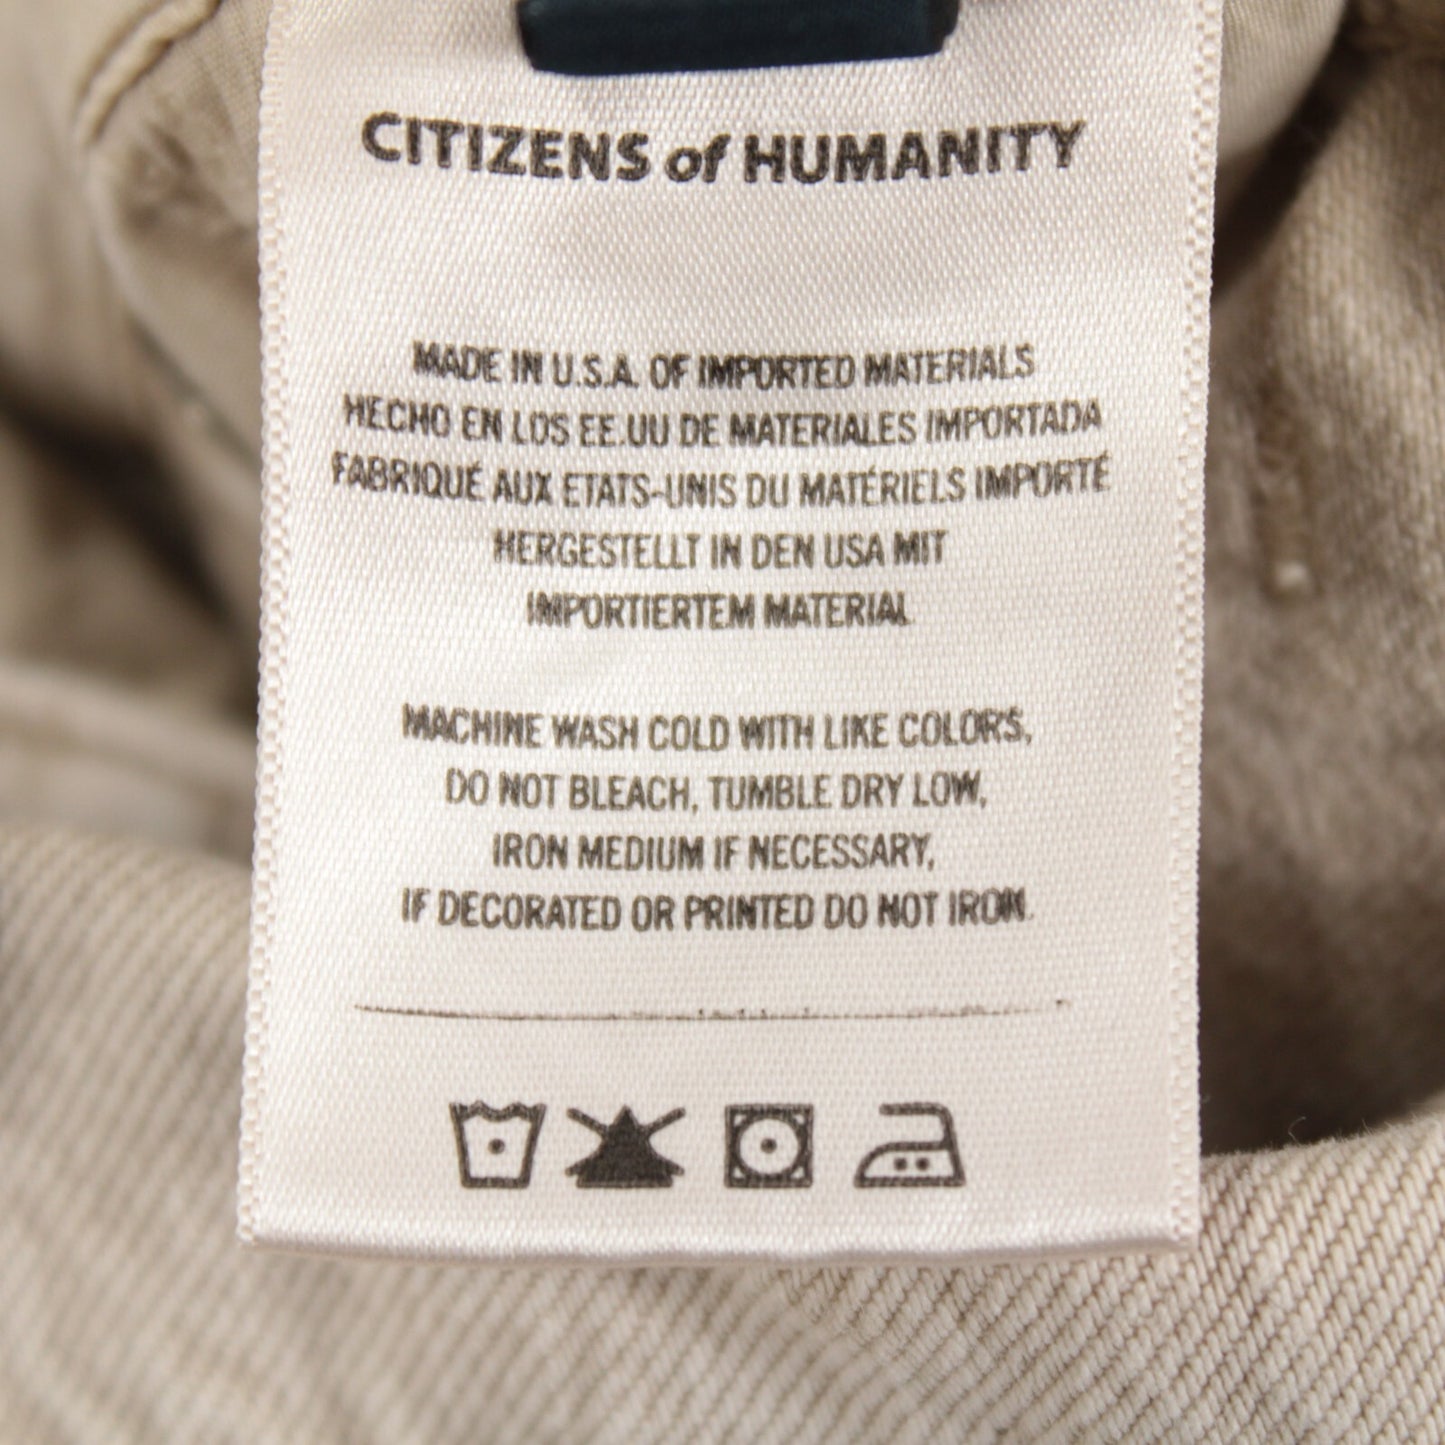 CITIZENS of HUMANITY
MADE IN U.S.A. OF IMPORTED MATERIALS
HECHO EN LOS EE.UU DE MATERIALES IMPORTADA
FABRIQUÉ AUX ETATS-UNIS DU MATÉRIELS IMPORTÉ
HERGESTELLT IN DEN USA MIT
IMPORTIERTEM MATERIAL
MACHINE WASH COLD WITH LIKE COLORS,
DO NOT BLEACH, TUMBLE DRY LOW,
IRON MEDIUM IF NECESSARY,
IF DECORATED OR PRINTED DO NOT IRON.